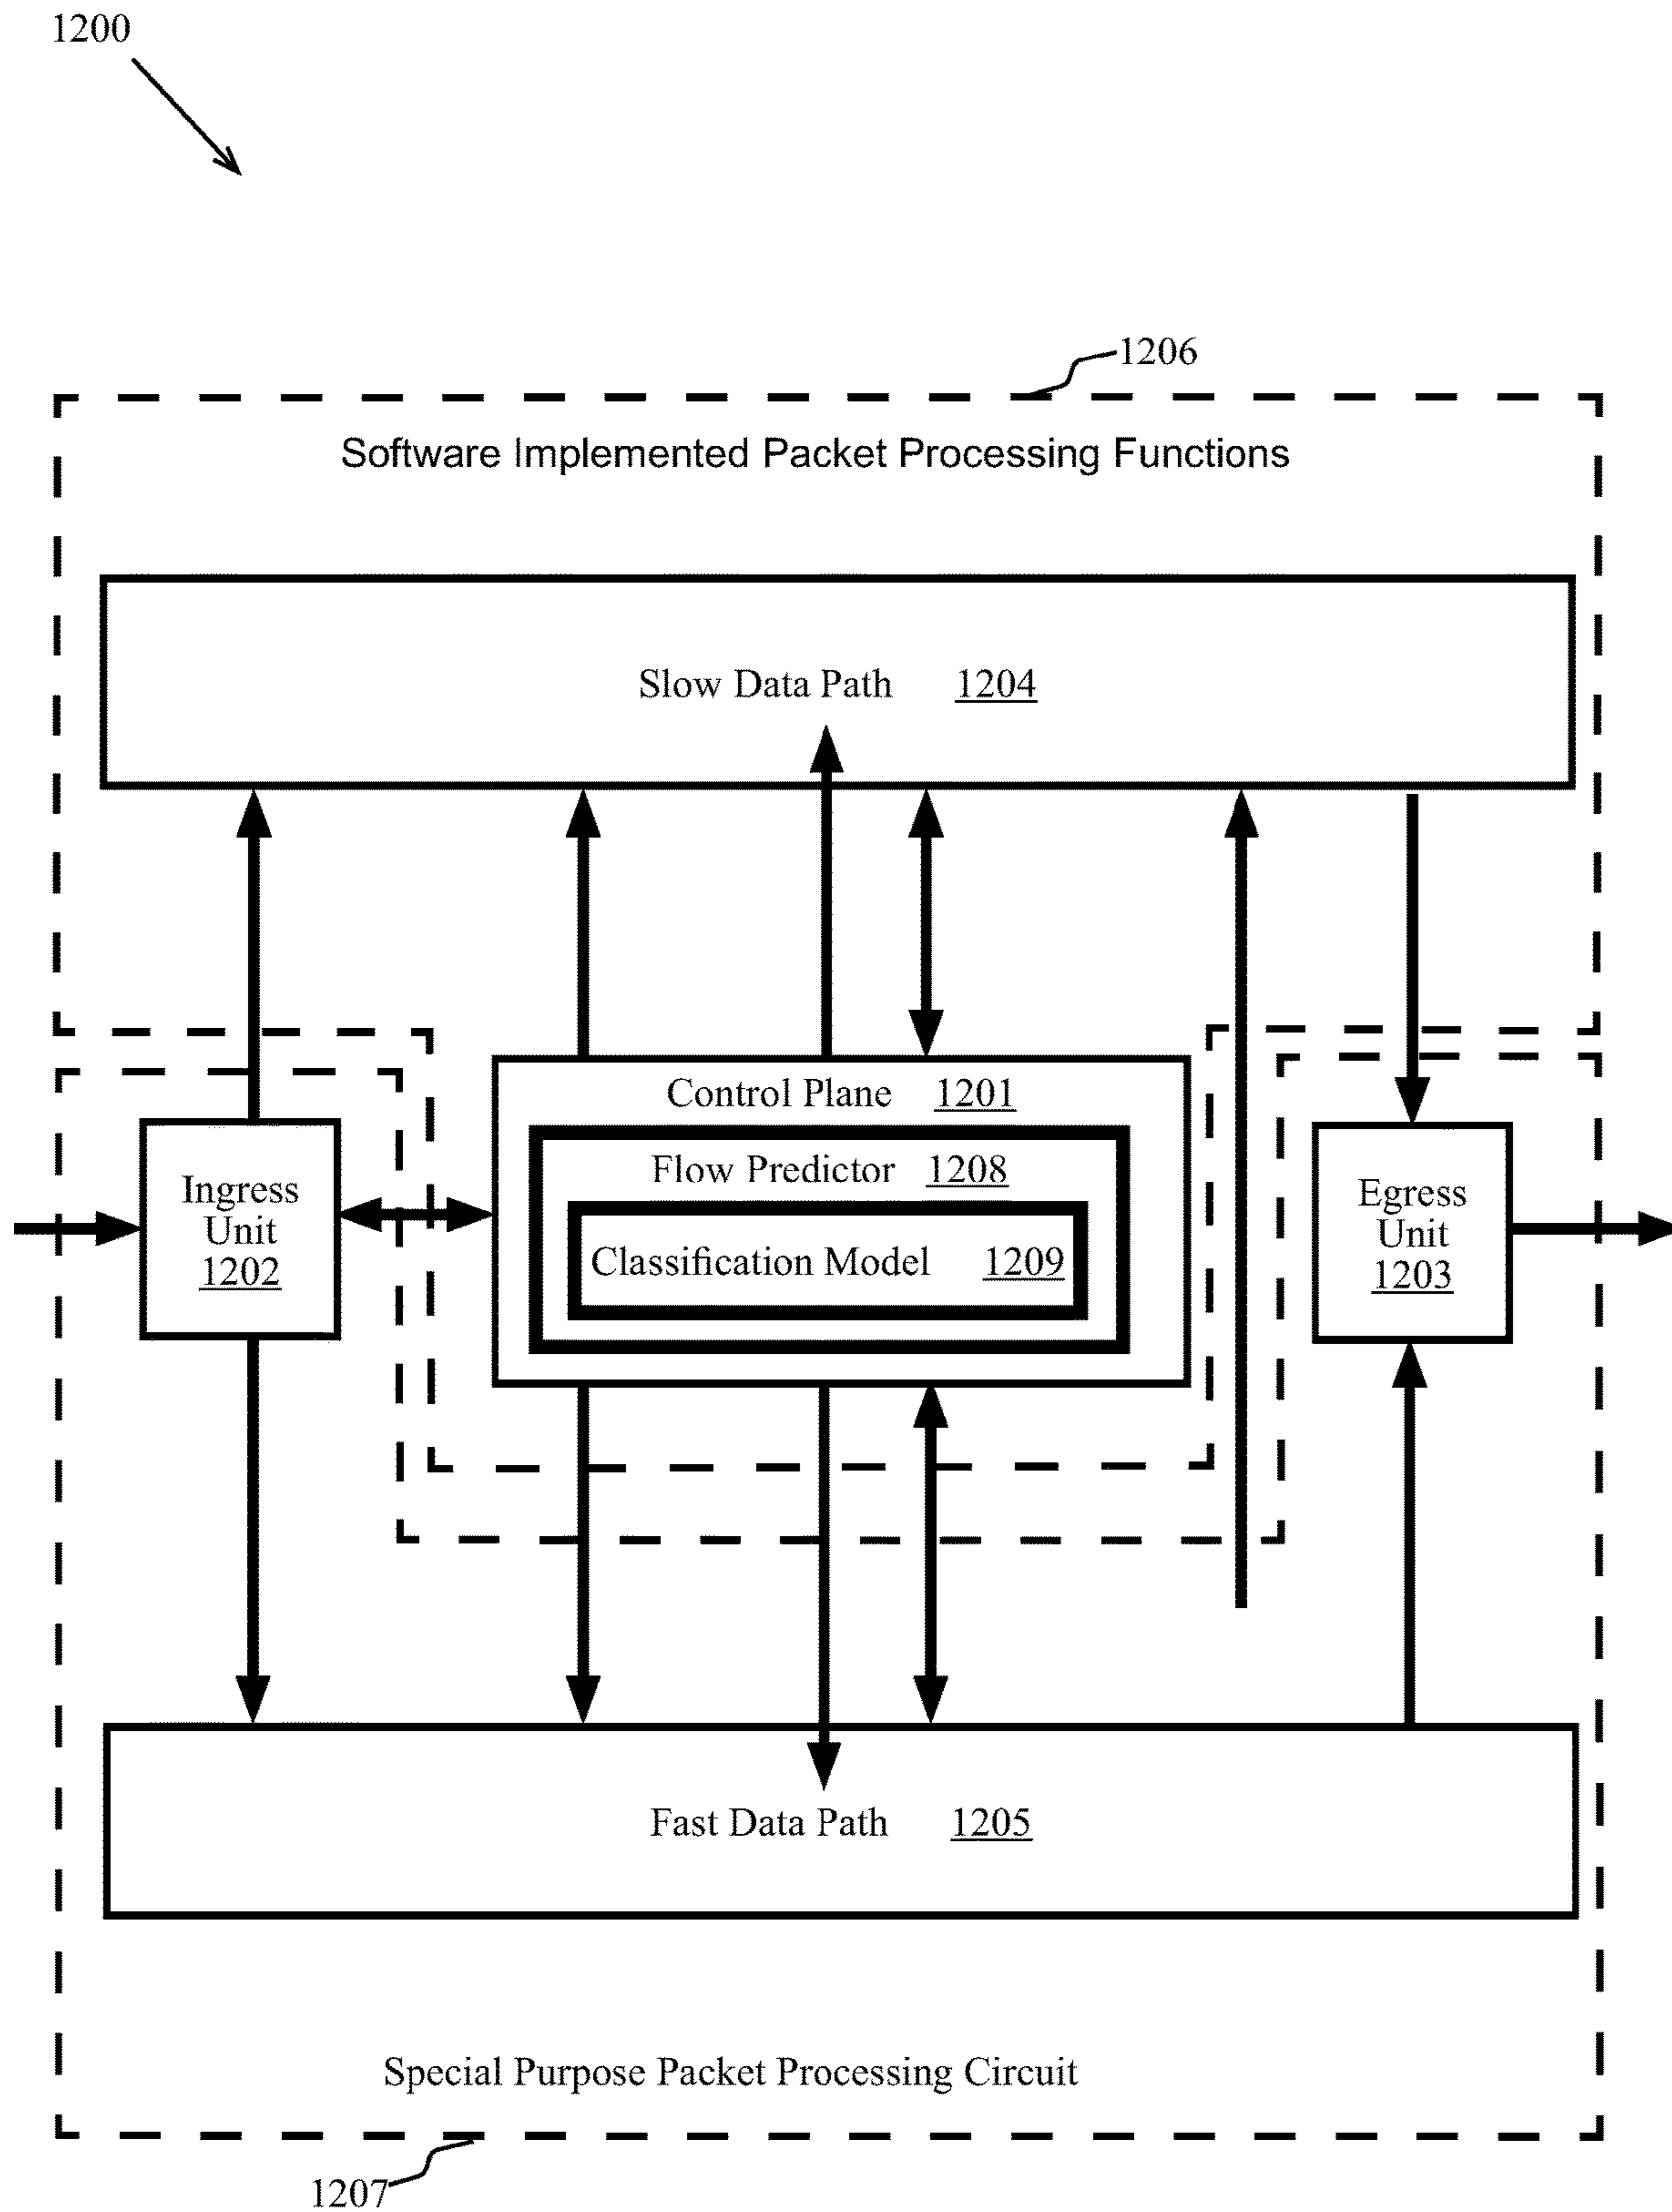 1200
1206
Software Implemented Packet Processing Functions
Slow Data Path 1204
Control Plane 1201
Flow Predictor 1208
Classification Model 1209
Ingress
Unit
1202
Egress
Unit
1203
Fast Data Path 1205
Special Purpose Packet Processing Circuit
1207